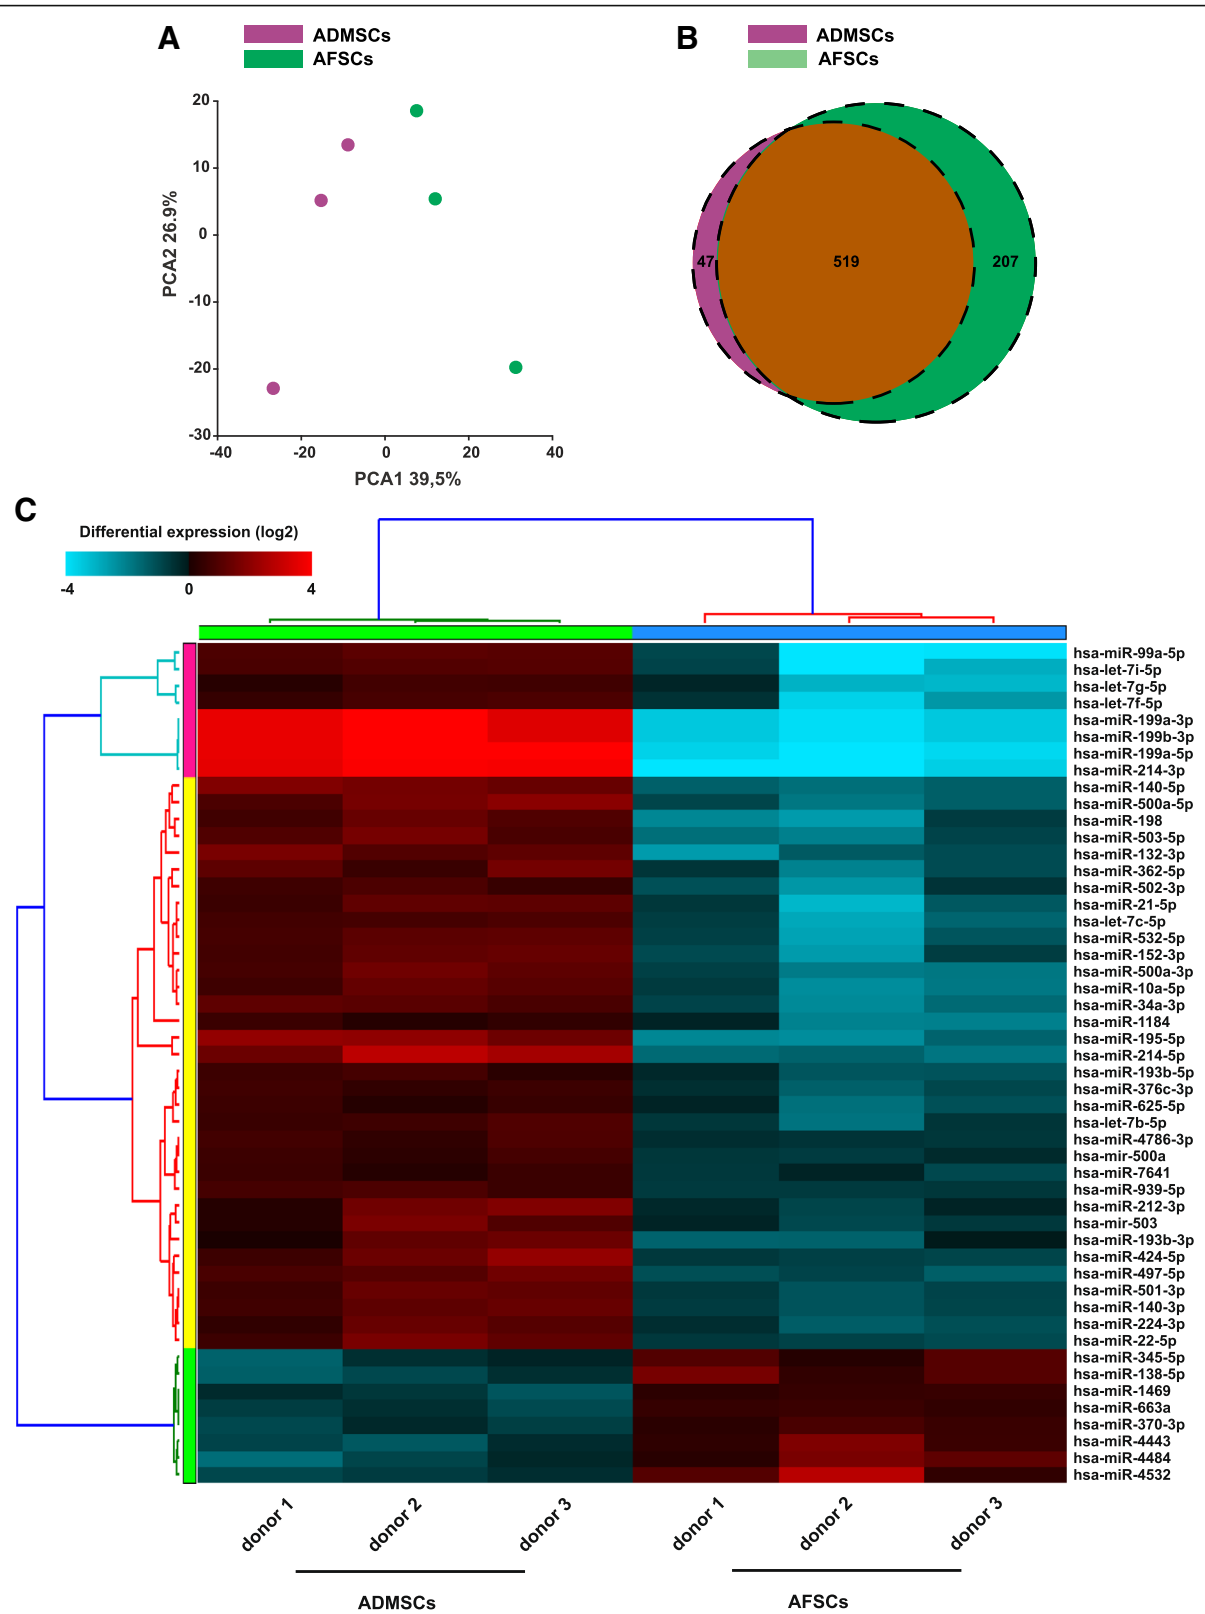 A
ADMSCs
AFSCs
20
10
0
-10
-20
-30
-40
-20
0
20
40
PCA2 26.9%
PCA1 39,5%
B
ADMSCs
AFSCs
47
519
207
C
Differential expression (log2)
-4
0
4
hsa-miR-99a-5p
hsa-let-7i-5p
hsa-let-7g-5p
hsa-let-7f-5p
hsa-miR-199a-3p
hsa-miR-199b-3p
hsa-miR-199a-5p
hsa-miR-214-3p
hsa-miR-140-5p
hsa-miR-500a-5p
hsa-miR-198
hsa-miR-503-5p
hsa-miR-132-3p
hsa-miR-362-5p
hsa-miR-502-3p
hsa-miR-21-5p
hsa-let-7c-5p
hsa-miR-532-5p
hsa-miR-152-3p
hsa-miR-500a-3p
hsa-miR-10a-5p
hsa-miR-34a-3p
hsa-miR-1184
hsa-miR-195-5p
hsa-miR-214-5p
hsa-miR-193b-5p
hsa-miR-376c-3p
hsa-miR-625-5p
hsa-let-7b-5p
hsa-miR-4786-3p
hsa-mir-500a
hsa-miR-7641
hsa-miR-939-5p
hsa-miR-212-3p
hsa-mir-503
hsa-miR-193b-3p
hsa-miR-424-5p
hsa-miR-497-5p
hsa-miR-501-3p
hsa-miR-140-3p
hsa-miR-224-3p
hsa-miR-22-5p
hsa-miR-345-5p
hsa-miR-138-5p
hsa-miR-1469
hsa-miR-663a
hsa-miR-370-3p
hsa-miR-4443
hsa-miR-4484
hsa-miR-4532
donor 1
donor 2
donor 3
donor 1
donor 2
donor 3
ADMSCs
AFSCs